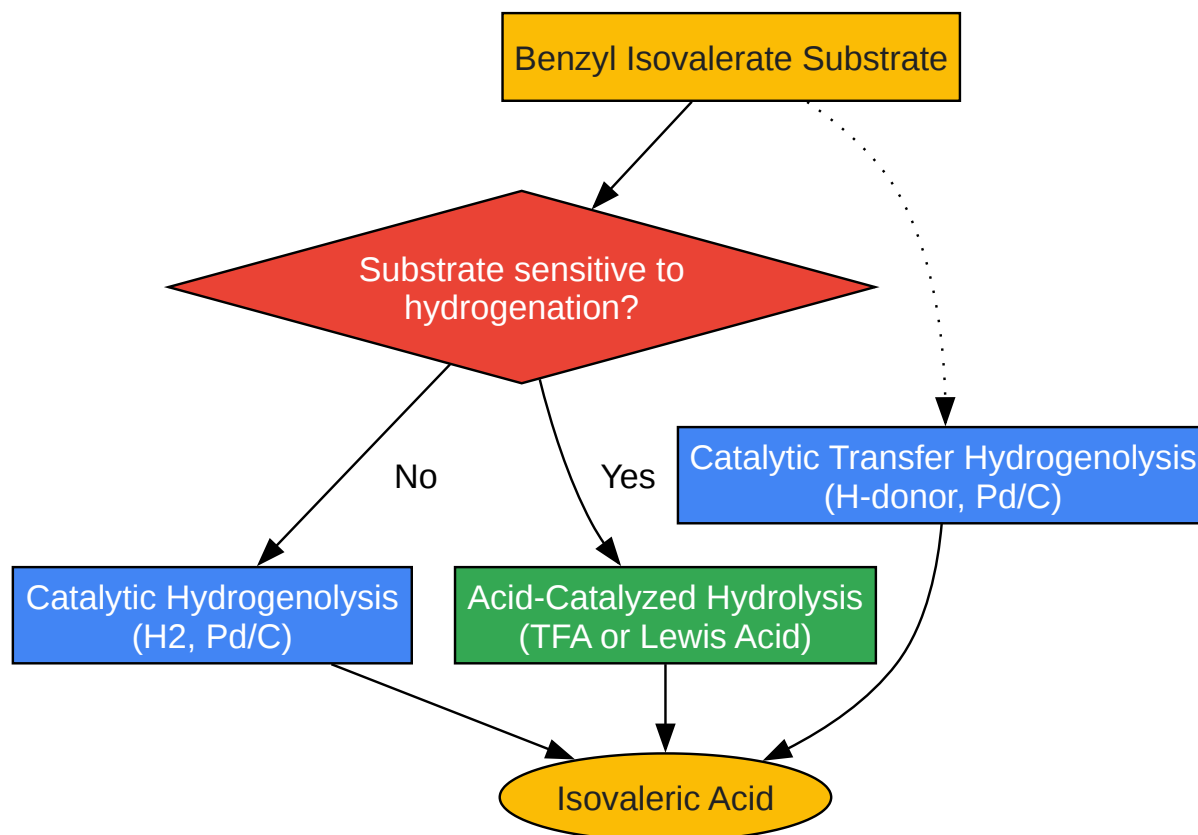 Benzyl Isovalerate Substrate
Substrate sensitive to
hydrogenation?
No
Yes
Catalytic Transfer Hydrogenolysis
(H-donor, Pd/C)
Catalytic Hydrogenolysis
(H2, Pd/C)
Acid-Catalyzed Hydrolysis
(TFA or Lewis Acid)
Isovaleric Acid